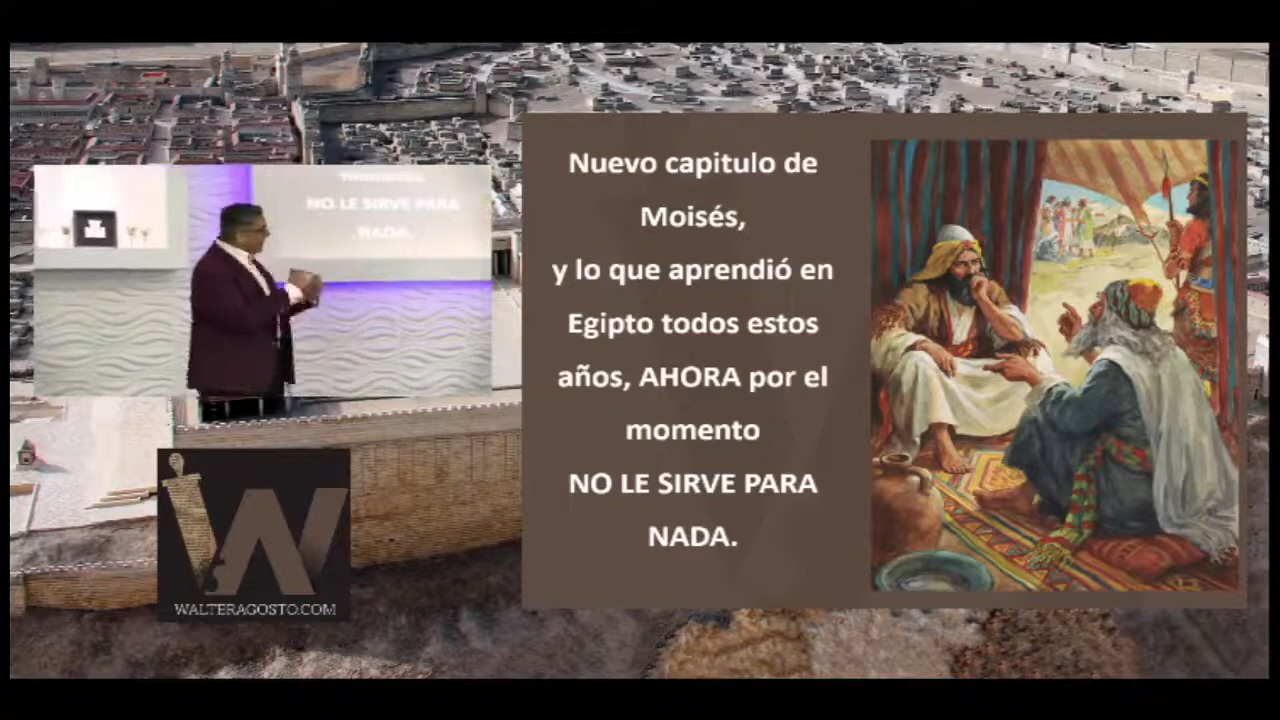 NO LE SIRVE PARA
NADA.
Nuevo capitulo de
Moisés,
y lo que aprendió en
Egipto todos estos
años, AHORA por el
momento
NO LE SIRVE PARA
NADA.
W
WALTERAGOSTO.COM